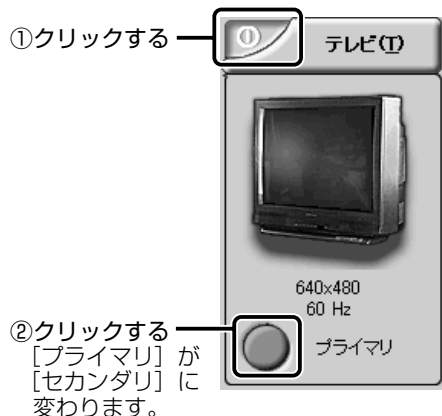 ①クリックする
テレビ(T)
640x480
60 Hz
②クリックする
[プライマリ] が
[セカンダリ] に
変わります。
プライマリ